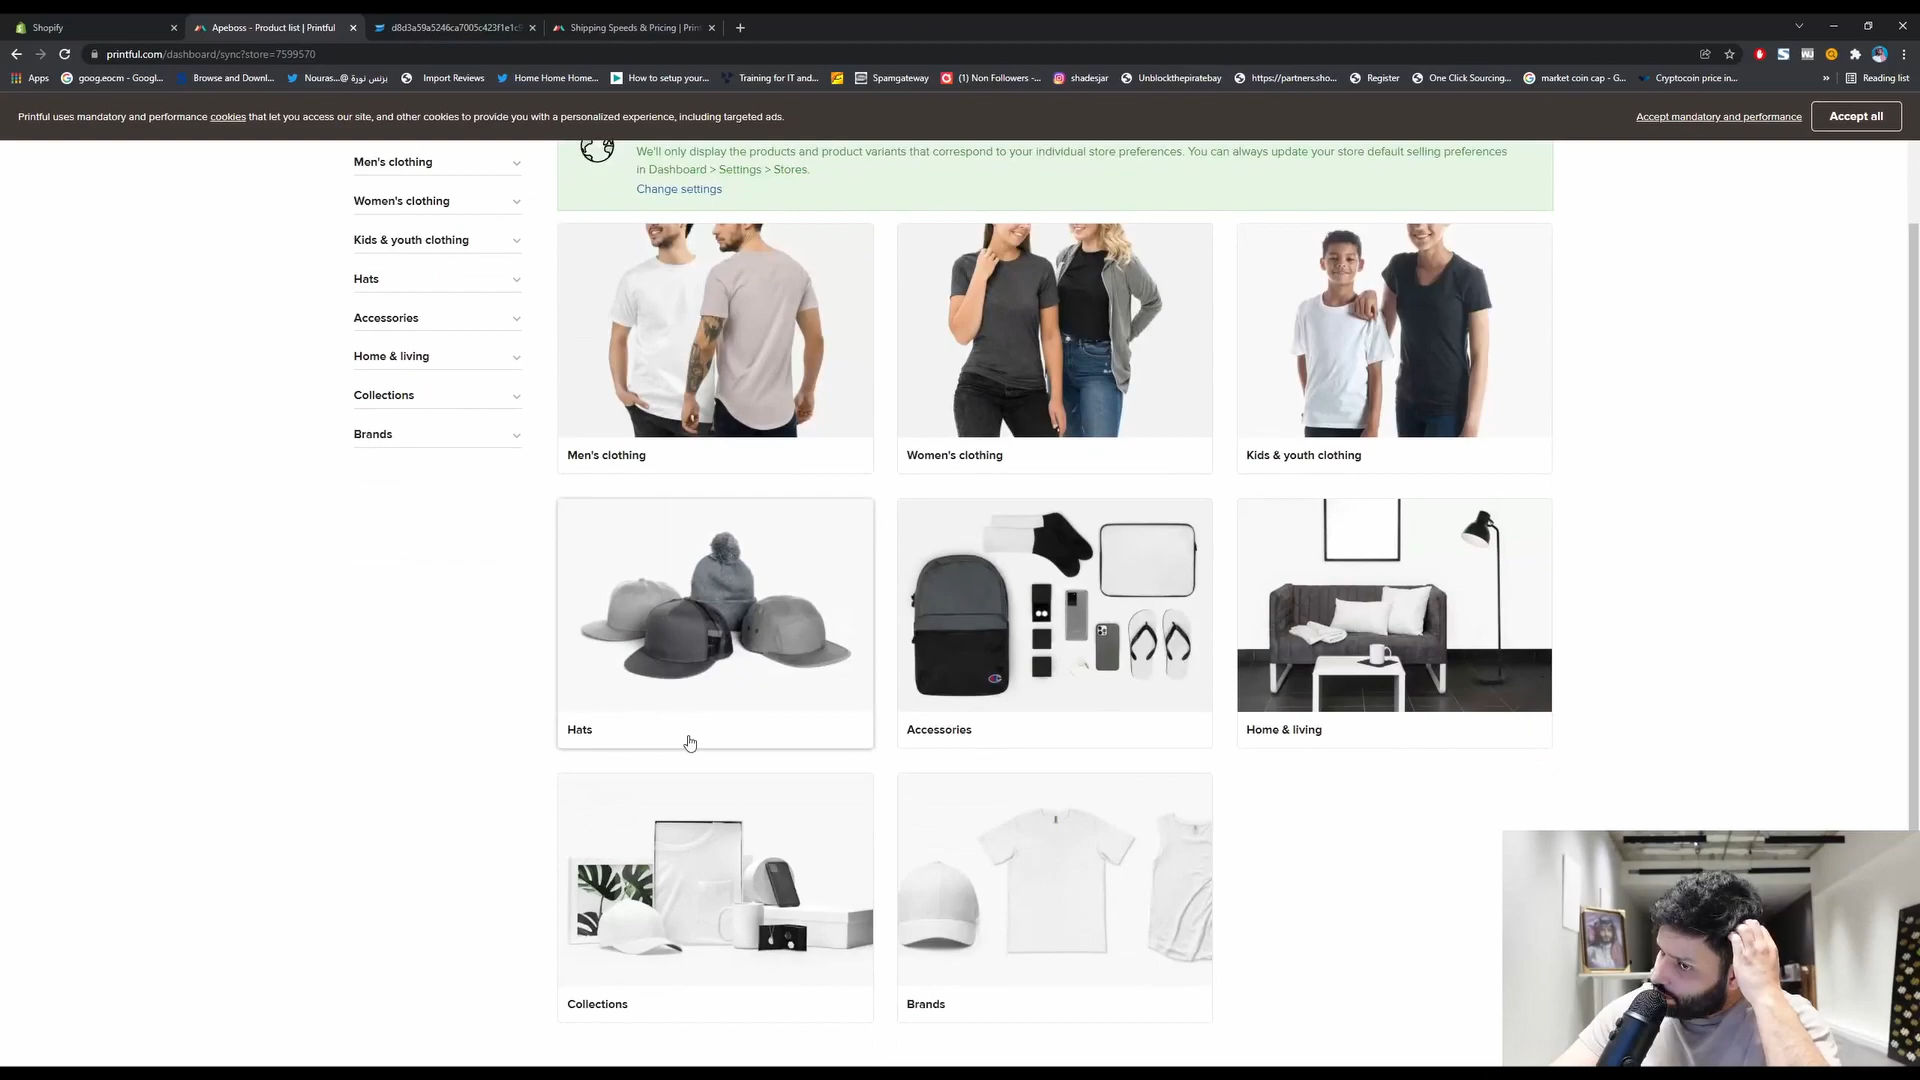 Shopify
Apeboss - Product list | Printful
d8d3a59a5246ca7005c423f1e1c
Shipping Speeds & Pricing | Prin
printful.com/dashboard/sync?store=7599570
Apps
goog.eocm - Googl...
Browse and Downl...
Nouras...@ بزنس نورة
Import Reviews
Home Home Home...
How to setup your...
Training for IT and...
Spamgateway
(1) Non Followers -...
shadesjar
Unblockthepiratebay
https://partners.sho...
Register
One Click Sourcing...
market coin cap - G...
Cryptocoin price in...
»
Reading list
Printful uses mandatory and performance cookies that let you access our site, and other cookies to provide you with a personalized experience, including targeted ads.
Accept mandatory and performance
Accept all
Men's clothing
Women's clothing
Kids & youth clothing
Hats
Accessories
Home & living
Collections
Brands
We'll only display the products and product variants that correspond to your individual store preferences. You can always update your store default selling preferences
in Dashboard > Settings > Stores.
Change settings
Men's clothing
Women's clothing
Kids & youth clothing
Hats
Accessories
Home & living
Collections
Brands